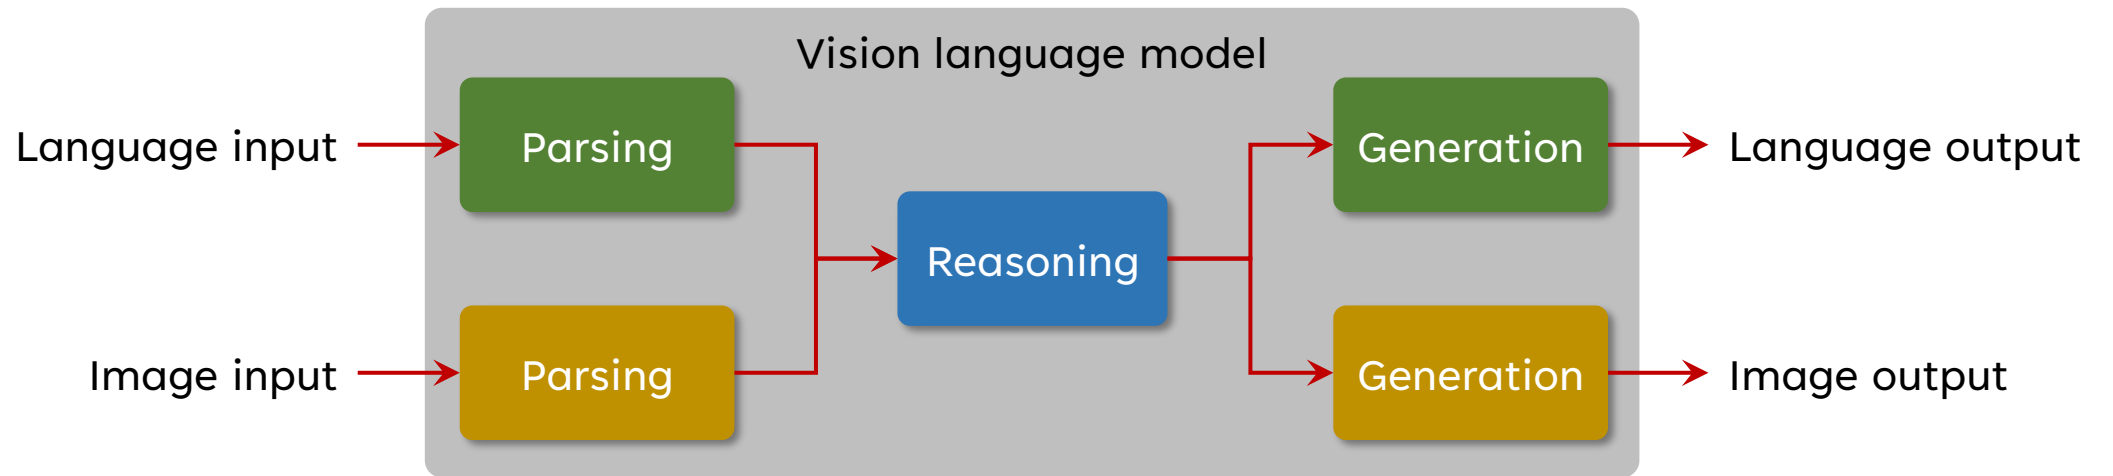 Vision language model
Language input
Parsing
Generation
Language output
Reasoning
Image input
Parsing
Generation
Image output